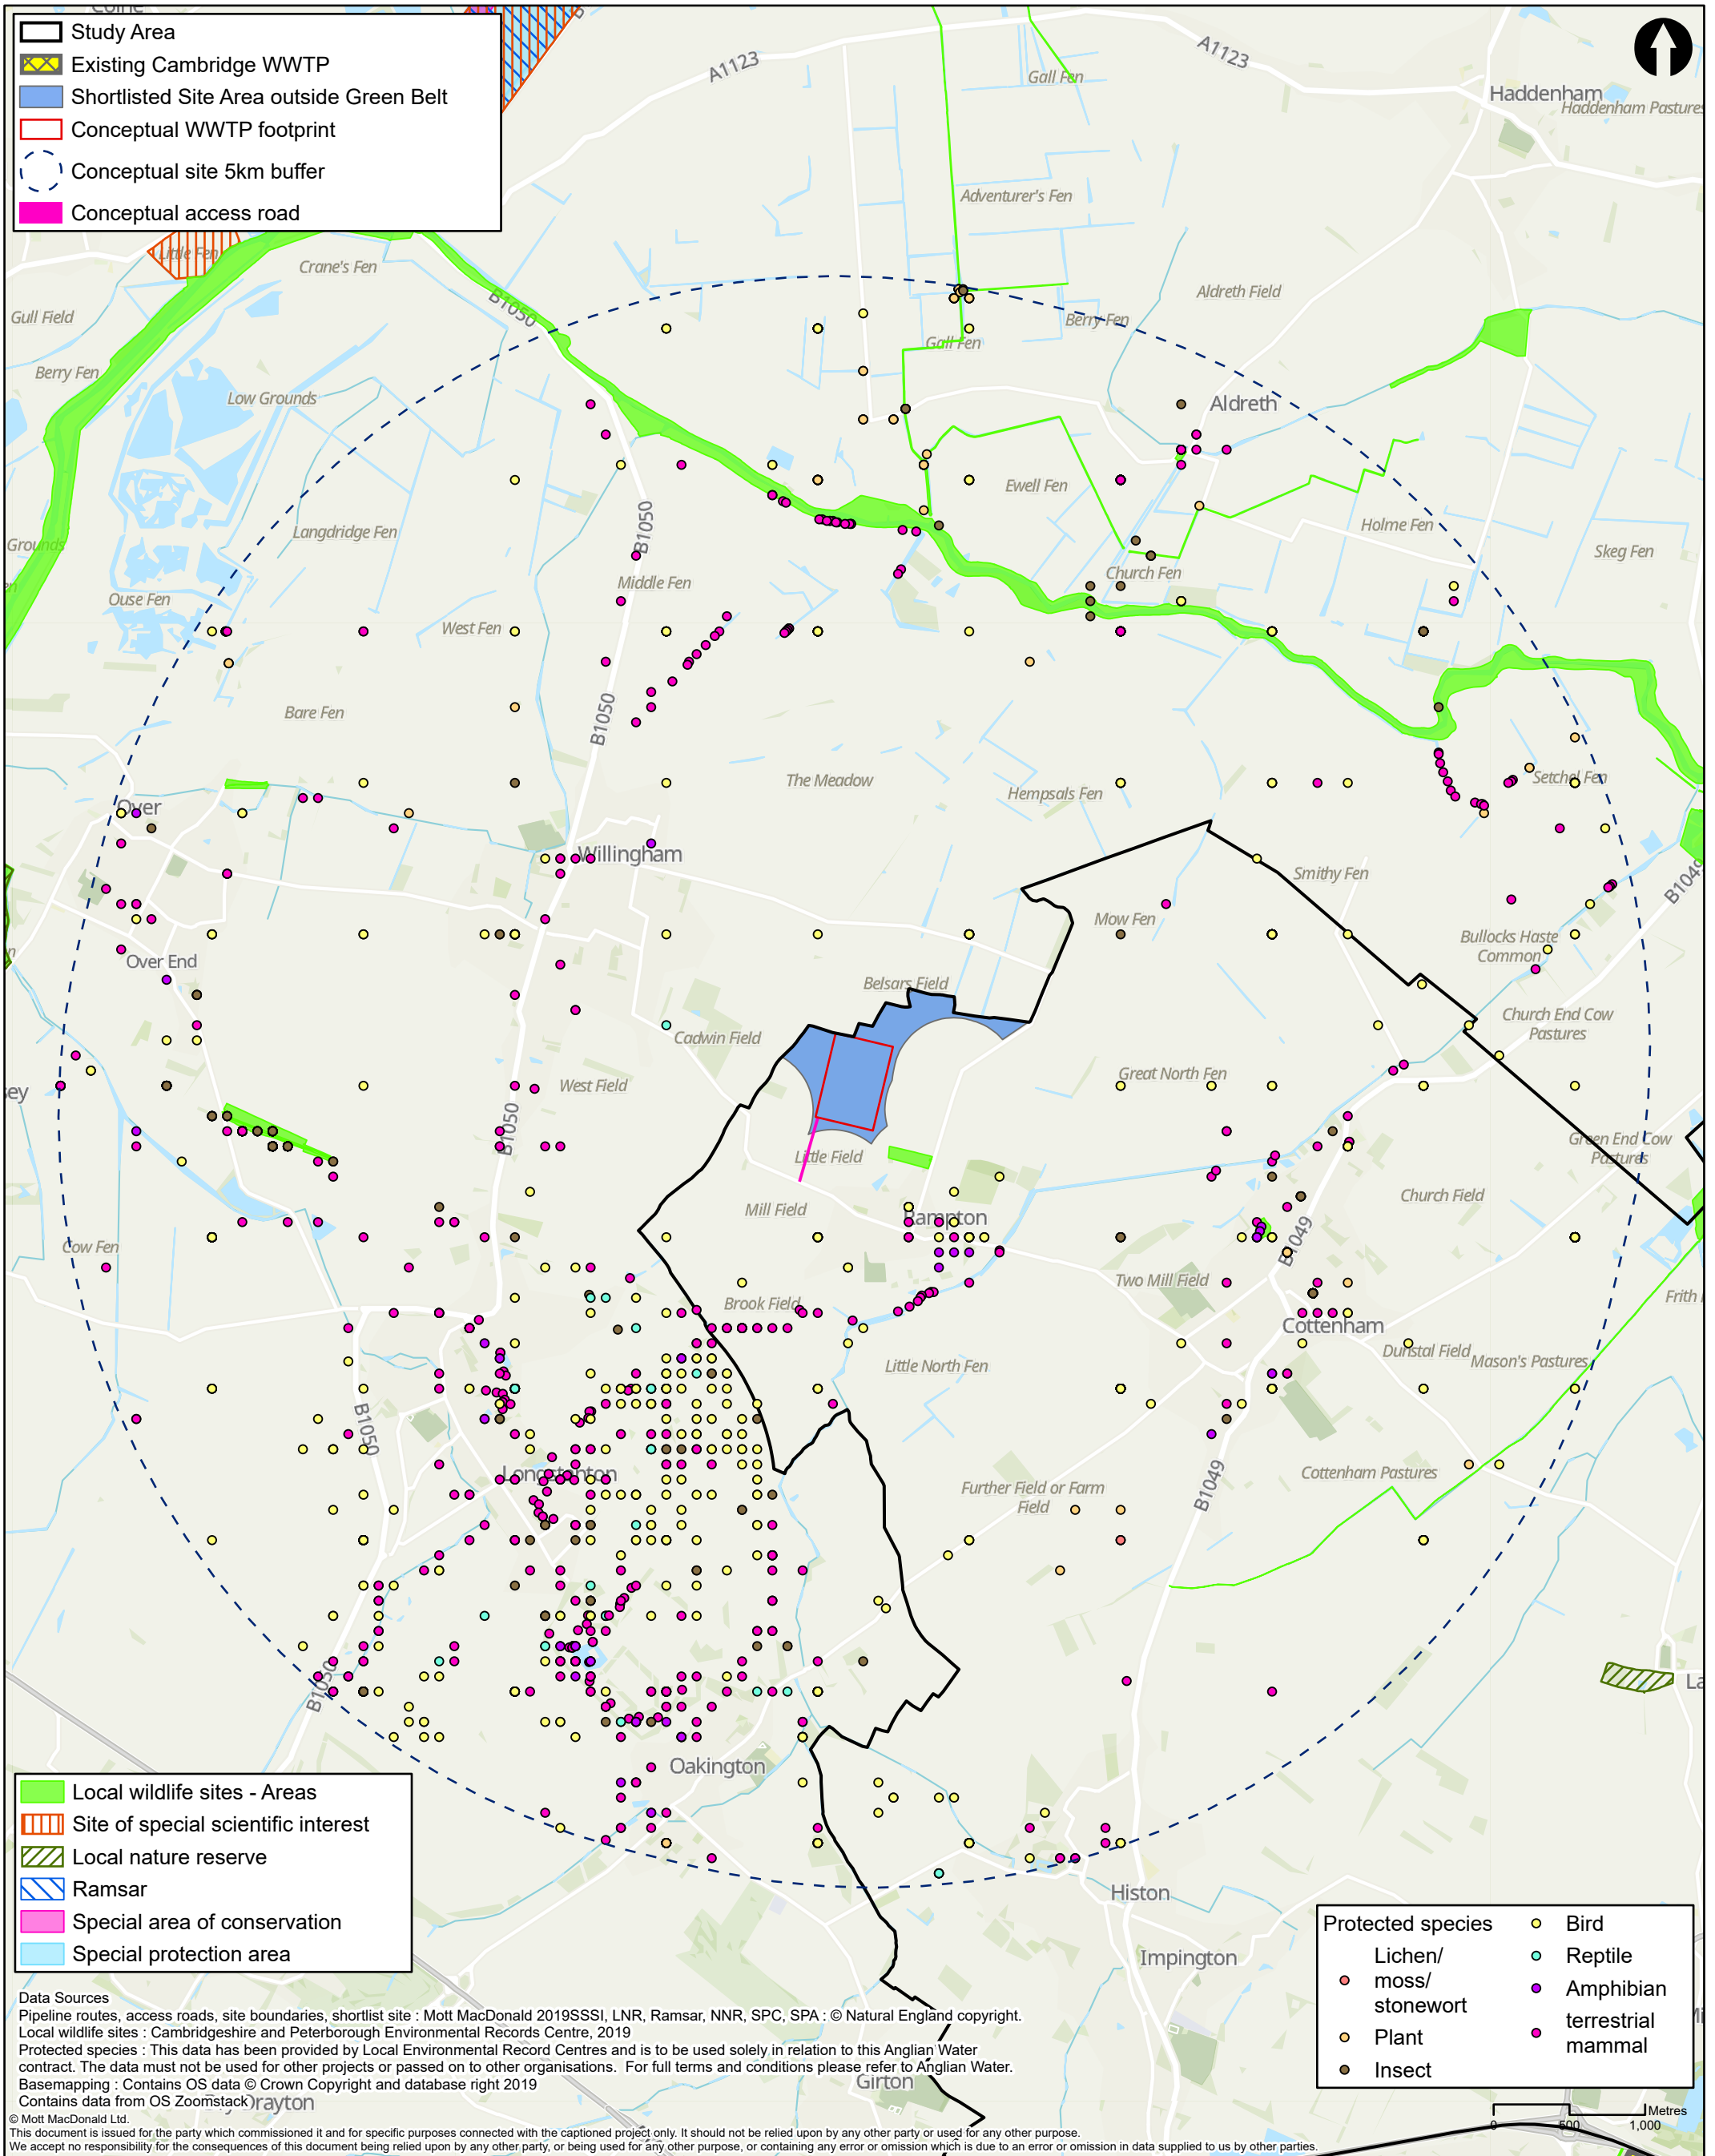 Colne
Study Area
Existing Cambridge WWTP
Shortlisted Site Area outside Green Belt
Conceptual WWTP footprint
Conceptual site 5km buffer
Conceptual access road
A1123
A1123
Gall Fen
Haddenham
Haddenham Pastures
Adventurer's Fen
Little Fen
Crane's Fen
Gull Field
B1050
Aldreth Field
Berry Fen
Gall Fen
Berry Fen
Low Grounds
Aldreth
Ewell Fen
Langdridge Fen
B1050
Holme Fen
Grounds
Skeg Fen
Middle Fen
Church Fen
Ouse Fen
West Fen
Bare Fen
B1050
The Meadow
Setchel Fen
Hempsals Fen
Over
Willingham
Smithy Fen
B1049
Mow Fen
Bullocks Haste
Common
Over End
Belsars Field
Church End Cow
Pastures
Cadwin Field
Great North Fen
West Field
B1050
Green End Cow
Pastures
Little Field
Church Field
Mill Field
Rampton
Cow Fen
B1049
Two Mill Field
Brook Field
Cottenham
Dunstal Field
Mason's Pastures
Little North Fen
B1050
Longstanton
Cottenham Pastures
B1049
Further Field or Farm
Field
B1050
Oakington
Local wildlife sites - Areas
Site of special scientific interest
Local nature reserve
Ramsar
Special area of conservation
Special protection area
Histon
Impington
Protected species
Lichen/
moss/
stonewort
Plant
Insect
Bird
Reptile
Amphibian
terrestrial
mammal
Data Sources
Pipeline routes, access roads, site boundaries, shortlist site : Mott MacDonald 2019SSSI, LNR, Ramsar, NNR, SPC, SPA : © Natural England copyright.
Local wildlife sites : Cambridgeshire and Peterborough Environmental Records Centre, 2019
Protected species : This data has been provided by Local Environmental Record Centres and is to be used solely in relation to this Anglian Water
contract. The data must not be used for other projects or passed on to other organisations. For full terms and conditions please refer to Anglian Water.
Basemapping : Contains OS data © Crown Copyright and database right 2019
Contains data from OS Zoomstack
Girton
Drayton
Metres
0 500 1,000
© Mott MacDonald Ltd.
This document is issued for the party which commissioned it and for specific purposes connected with the captioned project only. It should not be relied upon by any other party or used for any other purpose.
We accept no responsibility for the consequences of this document being relied upon by any other party, or being used for any other purpose, or containing any error or omission which is due to an error or omission in data supplied to us by other parties.